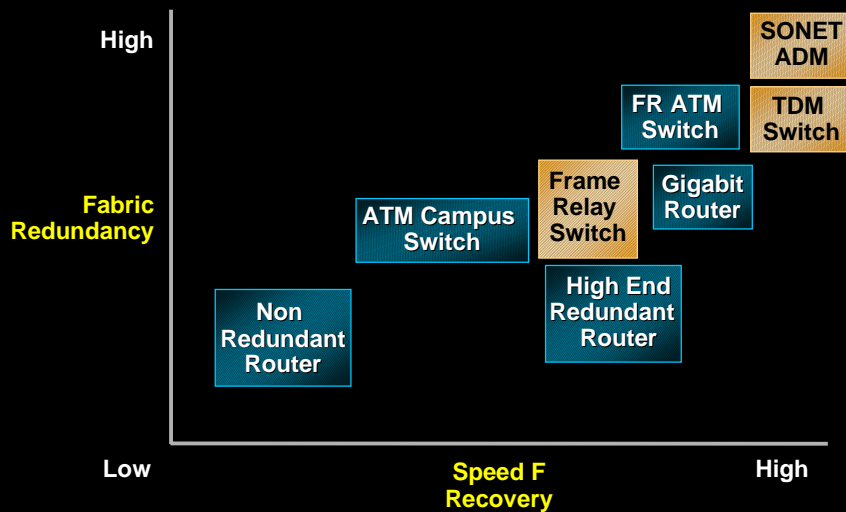 High
SONET
ADM
FR ATM
Switch
TDM
Switch
Frame
Relay
Switch
Gigabit
Router
Fabric
Redundancy
ATM Campus
Switch
High End
Redundant
Router
Non
Redundant
Router
Low
Speed F
Recovery
High